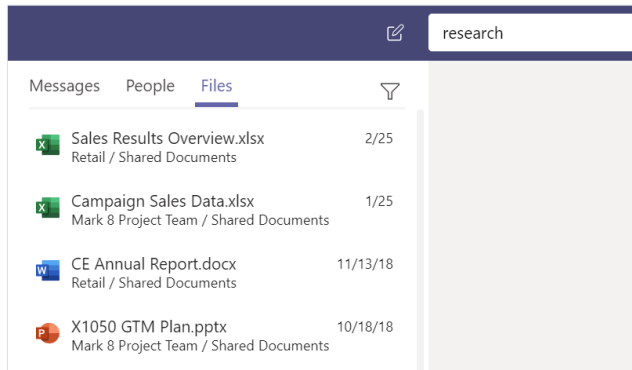 research
Messages People Files
Sales Results Overview.xlsx 2/25
Retail / Shared Documents
Campaign Sales Data.xlsx 1/25
Mark 8 Project Team / Shared Documents
CE Annual Report.docx 11/13/18
Retail / Shared Documents
X1050 GTM Plan.pptx 10/18/18
Mark 8 Project Team / Shared Documents